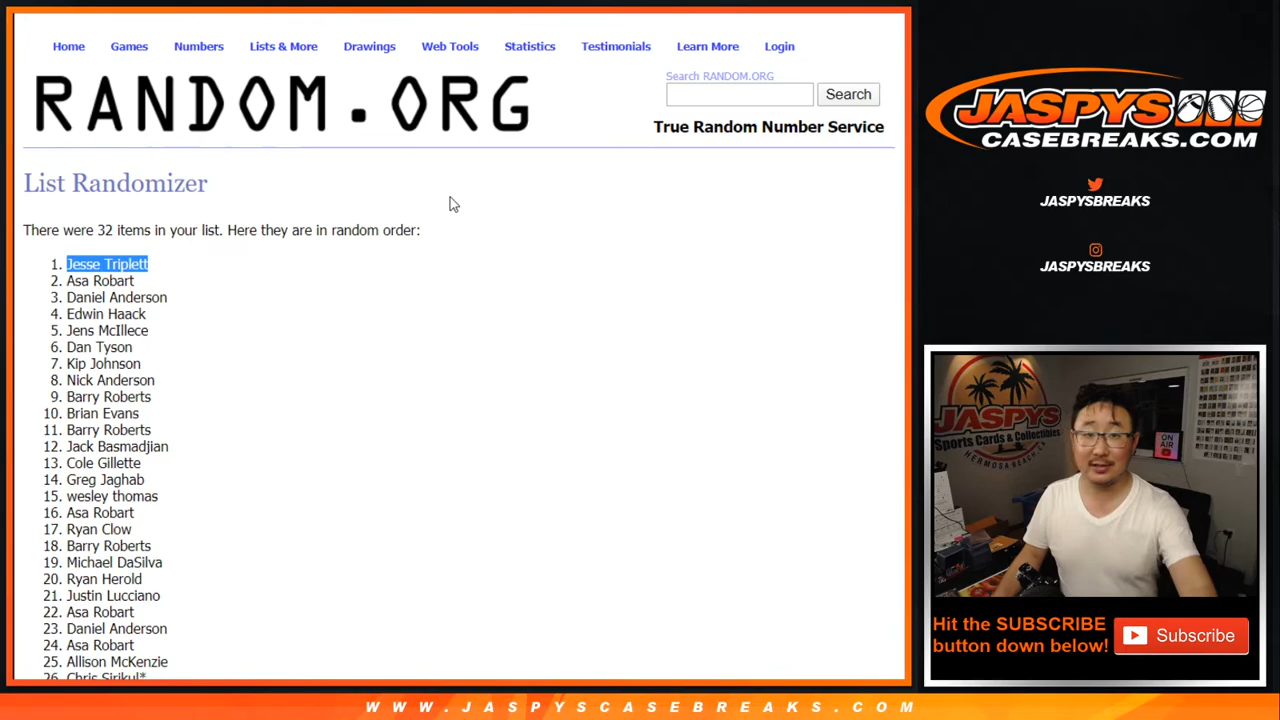 Home Games Numbers Lists & More Drawings Web Tools Statistics Testimonials Learn More Login
RANDOM.ORG
Search RANDOM.ORG
Search
True Random Number Service
List Randomizer
There were 32 items in your list. Here they are in random order:
1. Jesse Triplett
2. Asa Robart
3. Daniel Anderson
4. Edwin Haack
5. Jens McIllece
6. Dan Tyson
7. Kip Johnson
8. Nick Anderson
9. Barry Roberts
10. Brian Evans
11. Barry Roberts
12. Jack Basmadjian
13. Cole Gillette
14. Greg Jaghab
15. wesley thomas
16. Asa Robart
17. Ryan Clow
18. Barry Roberts
19. Michael DaSilva
20. Ryan Herold
21. Justin Lucciano
22. Asa Robart
23. Daniel Anderson
24. Asa Robart
25. Allison McKenzie
26. Chris Sirikul*
JASPYS
CASEBREAKS.COM
JASPYSBREAKS
JASPYSBREAKS
JASPYS
Sports Cards & Collectibles
HERMOSA BEACH, CA
ON
AIR
Hit the SUBSCRIBE
button down below!
Subscribe
WWW.JASPYSCASEBREAKS.COM